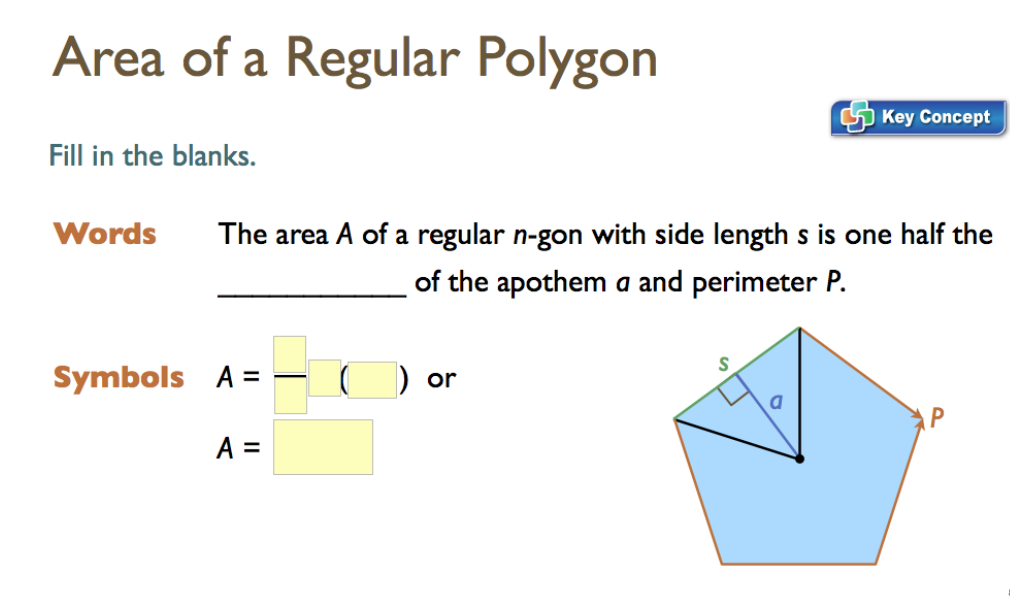 Area of a Regular Polygon
Key Concept
Fill in the blanks.
Words The area A of a regular n-gon with side length s is one half the
___________ of the apothem a and perimeter P.
Symbols A = ( ) or
A =
s
a
P